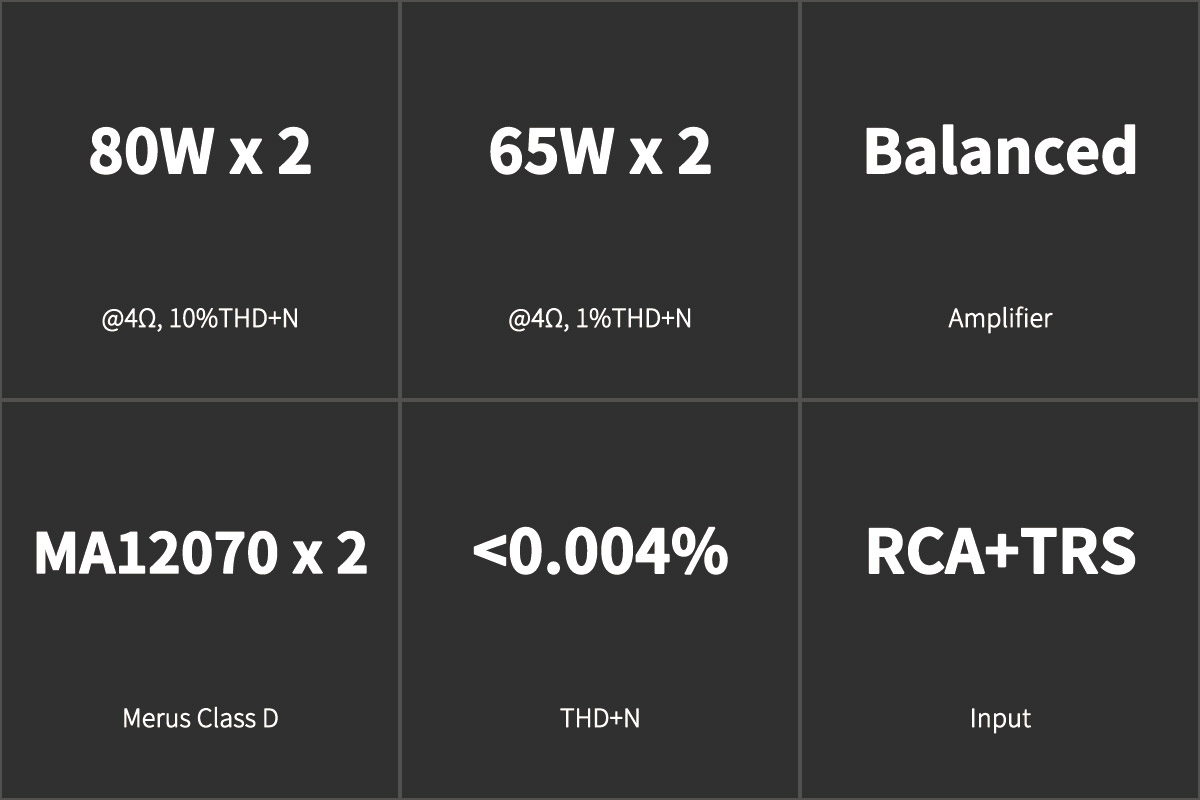 80W x 2
@4Ω, 10%THD+N
65W x 2
@4Ω, 1%THD+N
Balanced
Amplifier
MA12070 x 2
Merus Class D
<0.004%
THD+N
RCA+TRS
Input